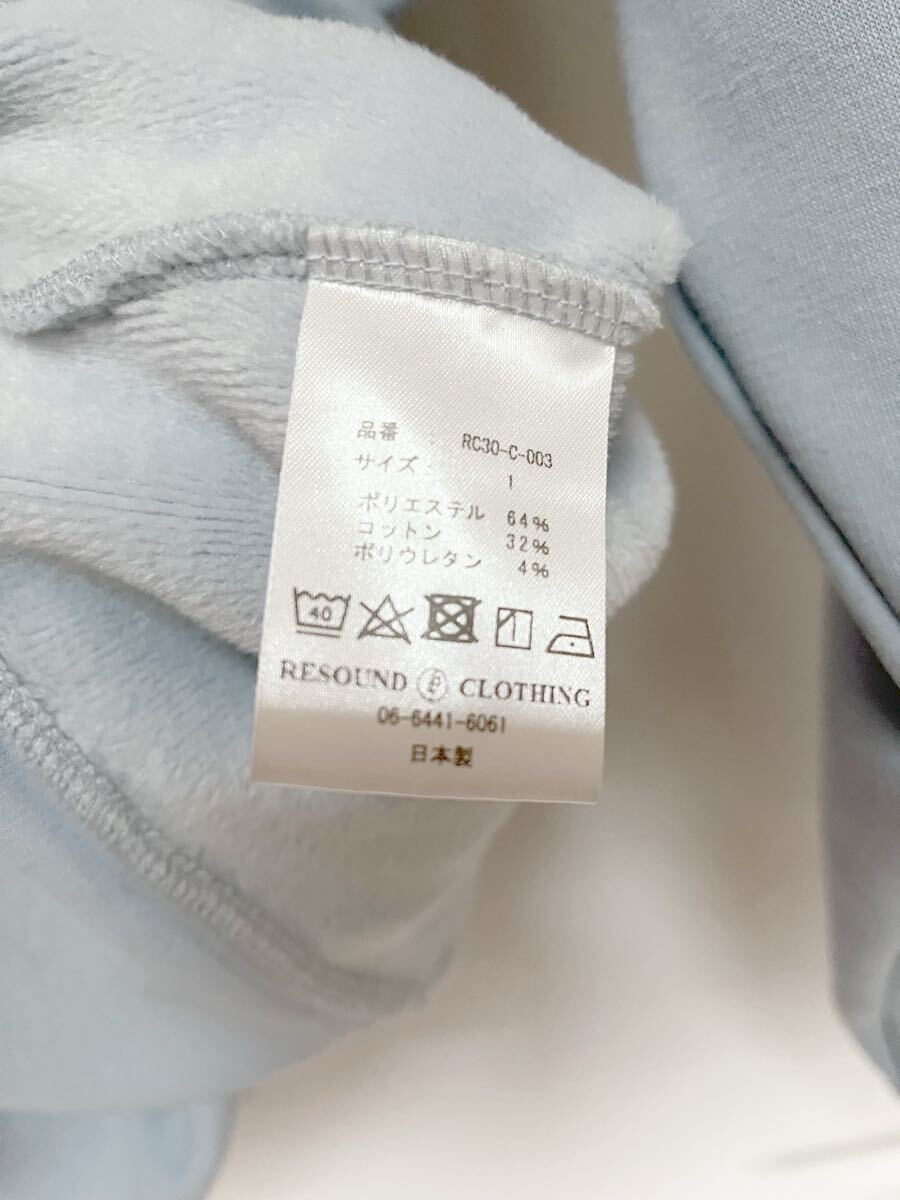 品番 : RC30-C-003
サイズ : 1
ポリエステル 64%
コットン 32%
ポリウレタン 4%
40
RESOUND CLOTHING
06-6441-6061
日本製